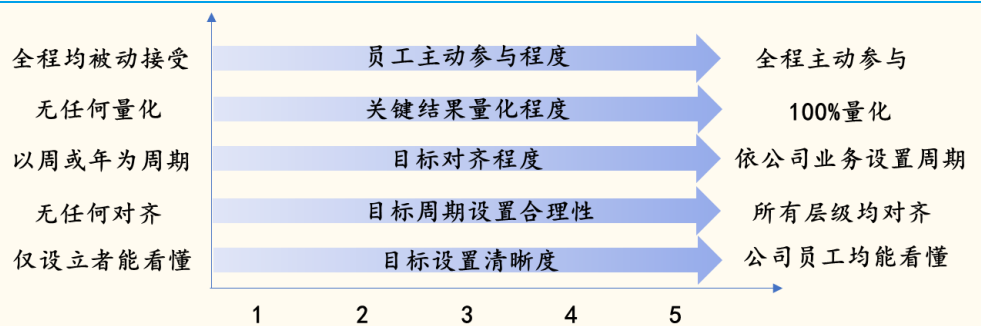 全程均被动接受 员工主动参与程度 全程主动参与
无任何量化 关键结果量化程度 100%量化
以周或年为周期 目标对齐程度 依公司业务设置周期
无任何对齐 目标周期设置合理性 所有层级均对齐
仅设立者能看懂 目标设置清晰度 公司员工均能看懂
1 2 3 4 5